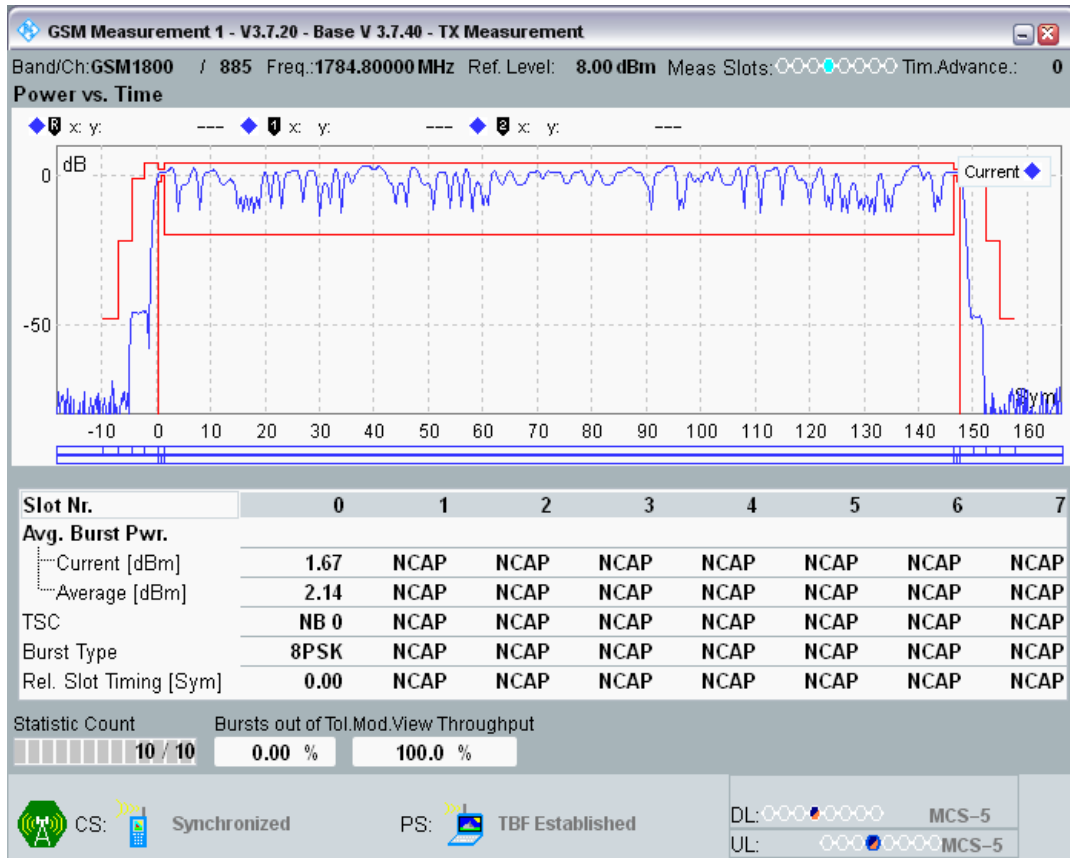 GSM Measurement 1 - V3.7.20 - Base V 3.7.40 - TX Measurement
Band/Ch:GSM1800 / 885 Freq.:1784.80000 MHz Ref. Level: 8.00 dBm Meas Slots: Tim.Advance.: 0
Power vs. Time
R x: y: --- 1 x: y: --- 2 x: y: ---
dB
Current
0
-50
Sym
-10 0 10 20 30 40 50 60 70 80 90 100 110 120 130 140 150 160
Slot Nr. 0 1 2 3 4 5 6 7
Avg. Burst Pwr.
Current [dBm] 1.67 NCAP NCAP NCAP NCAP NCAP NCAP NCAP
Average [dBm] 2.14 NCAP NCAP NCAP NCAP NCAP NCAP NCAP
TSC NB 0 NCAP NCAP NCAP NCAP NCAP NCAP NCAP
Burst Type 8PSK NCAP NCAP NCAP NCAP NCAP NCAP NCAP
Rel. Slot Timing [Sym] 0.00 NCAP NCAP NCAP NCAP NCAP NCAP NCAP
Statistic Count Bursts out of Tol. Mod.View Throughput
10 / 10 0.00 % 100.0 %
CS: Synchronized PS: TBF Established DL: MCS-5
UL: MCS-5